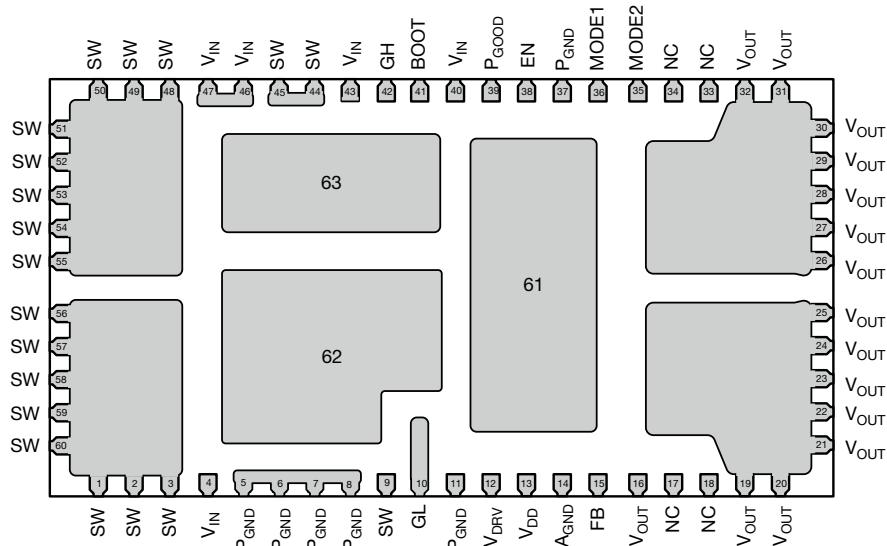 SW SW SW VIN VIN SW SW VIN GH BOOT VIN PGOOD EN PGND MODE1 MODE2 NC NC VOUT VOUT
50 49 48 47 46 45 44 43 42 41 40 39 38 37 36 35 34 33 32 31
SW 51 30 VOUT
SW 52 29 VOUT
SW 53 28 VOUT
SW 54 27 VOUT
SW 55 26 VOUT
63
61
62
SW 56 25 VOUT
SW 57 24 VOUT
SW 58 23 VOUT
SW 59 22 VOUT
SW 60 21 VOUT
1 2 3 4 5 6 7 8 9 10 11 12 13 14 15 16 17 18 19 20
SW SW SW VIN PGND PGND PGND PGND SW GL PGND VDRV VDD AGND FB VOUT NC NC VOUT VOUT